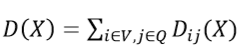 D(X) = ∑_{i∈V,j∈Q} D_{ij}(X)